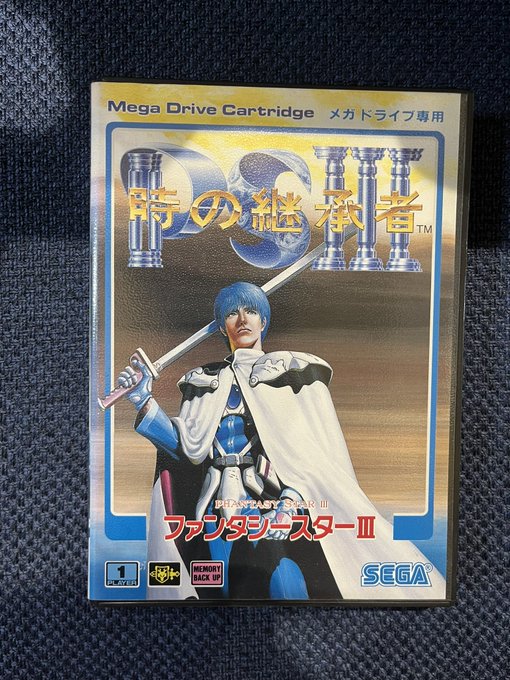 Mega Drive Cartridge メガドライブ専用
PSIII
時の継承者 TM
PHANTASY STAR III
ファンタシースターIII
1
PLAYER
MEMORY
BACK UP
SEGA